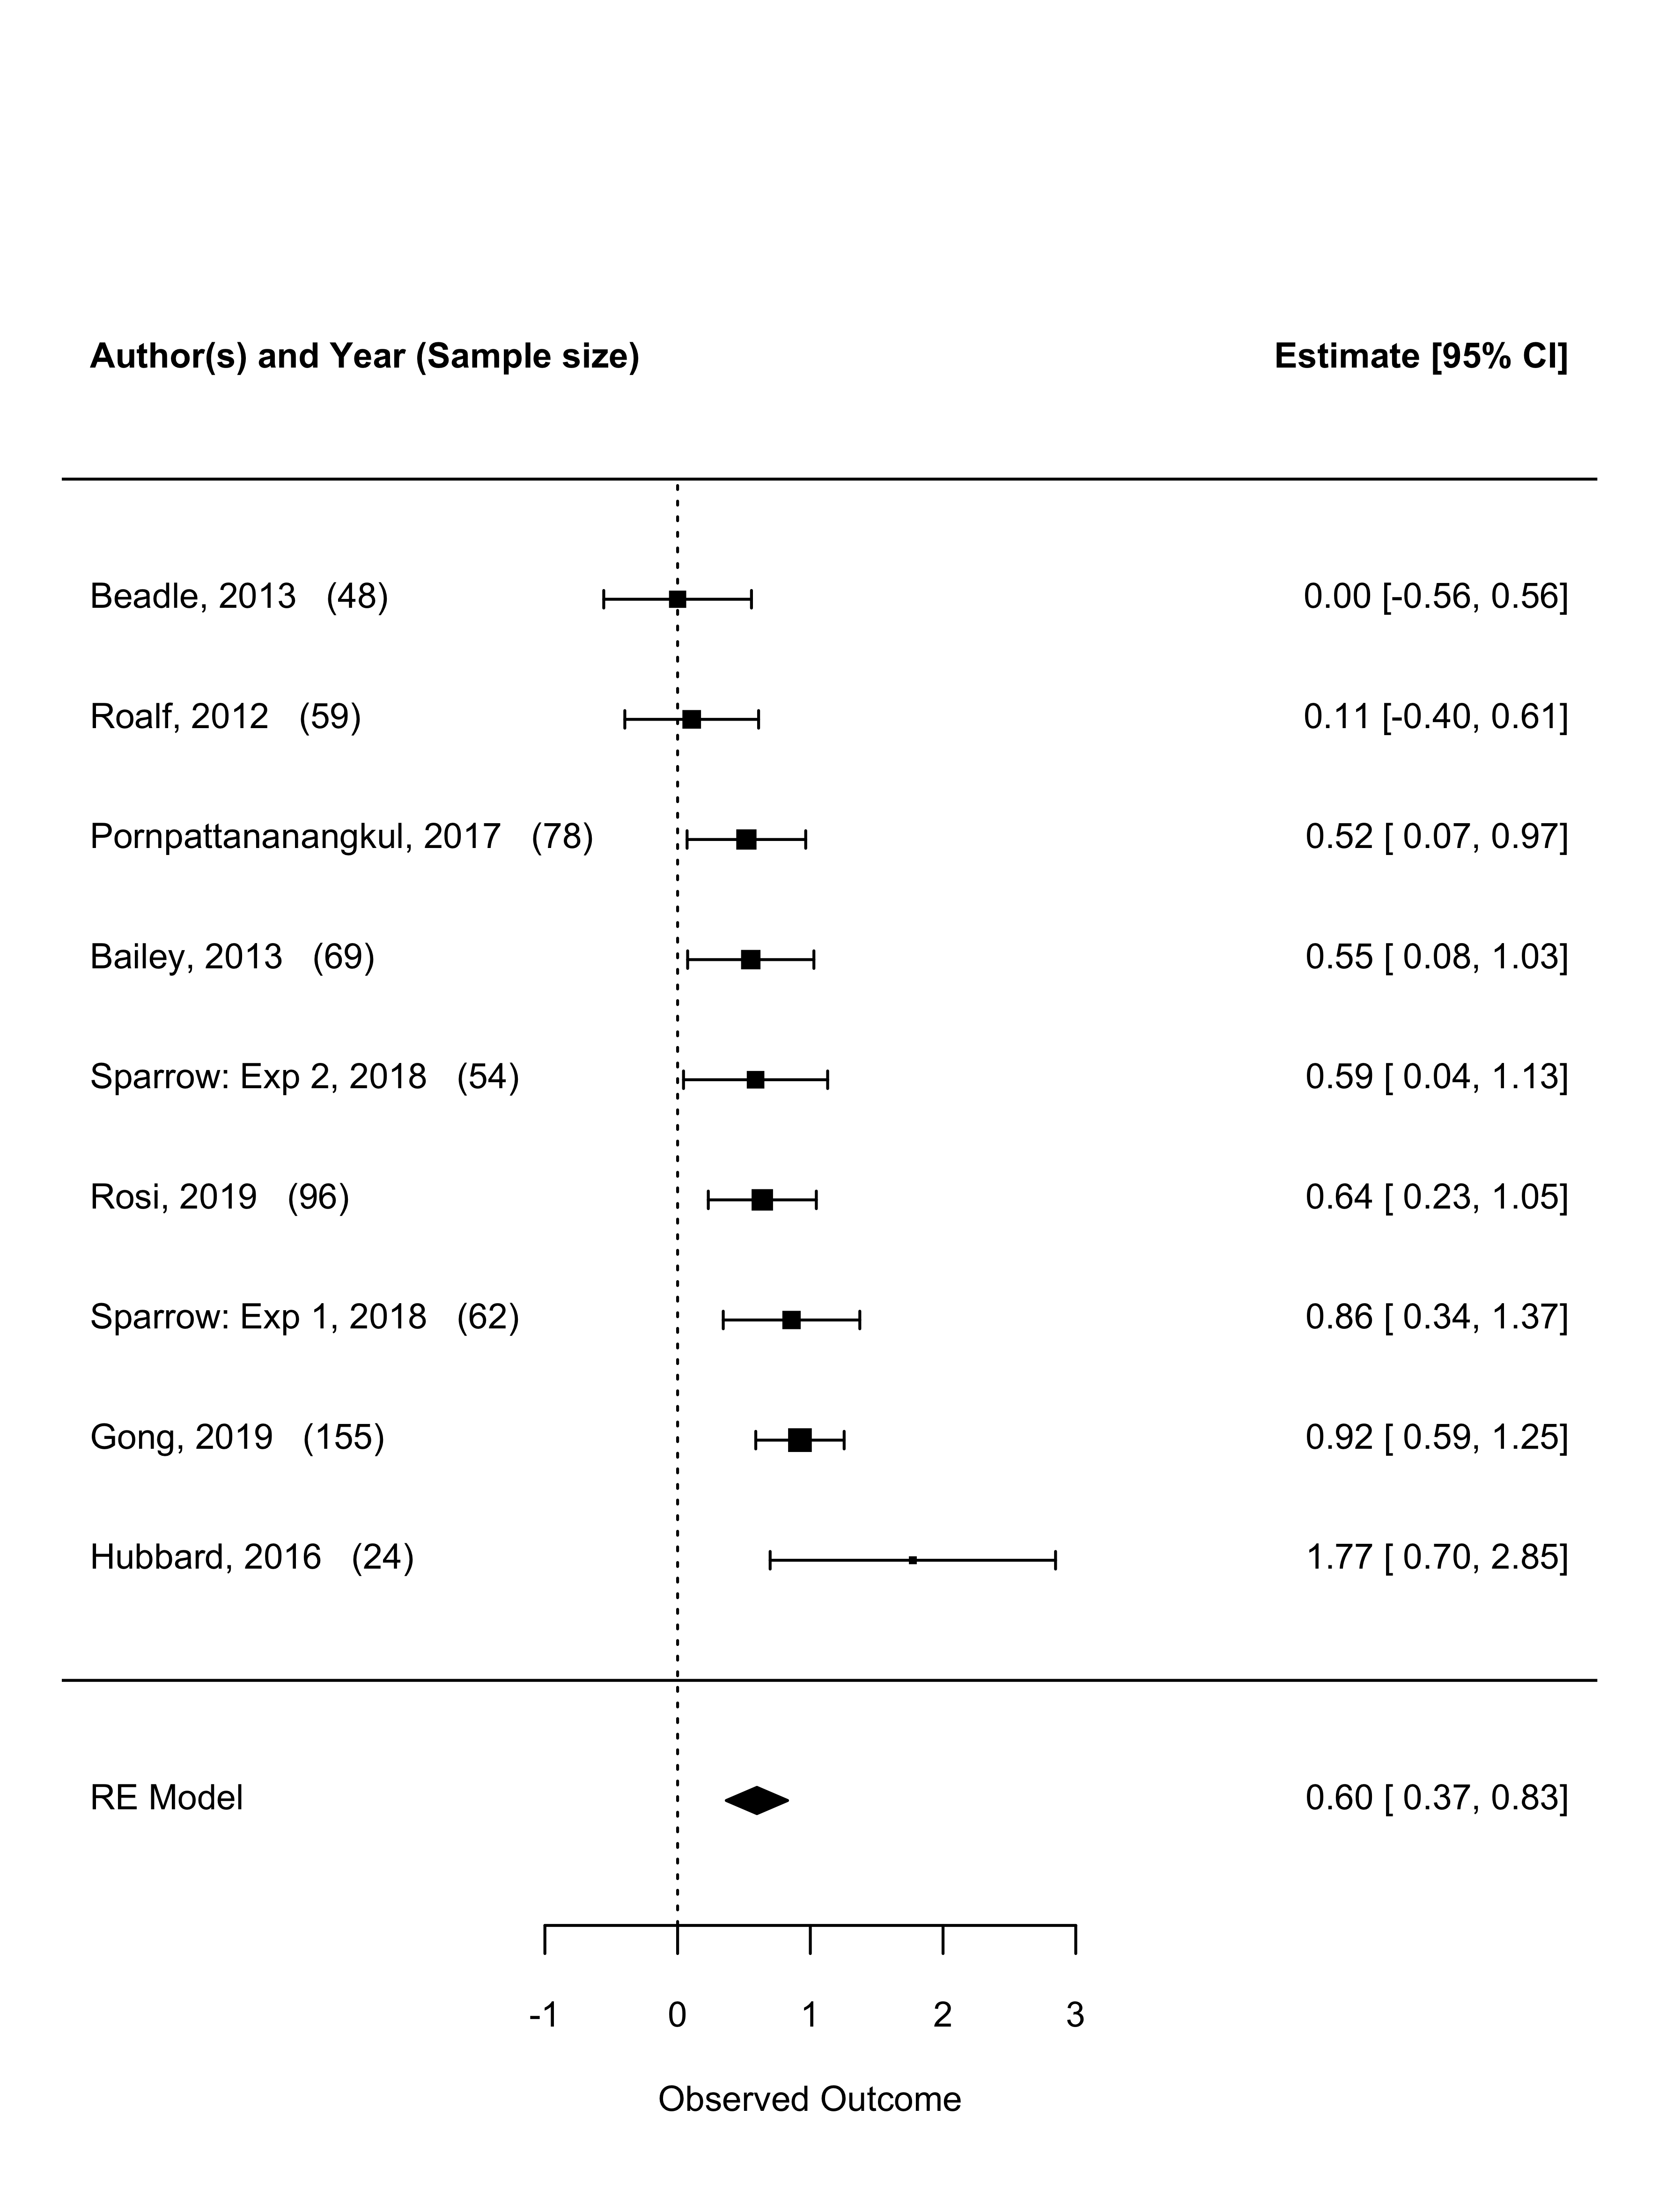 Author(s) and Year (Sample size) Estimate [95% CI]
Beadle, 2013 (48) 0.00 [-0.56, 0.56]
Roalf, 2012 (59) 0.11 [-0.40, 0.61]
Pornpattananangkul, 2017 (78) 0.52 [ 0.07, 0.97]
Bailey, 2013 (69) 0.55 [ 0.08, 1.03]
Sparrow: Exp 2, 2018 (54) 0.59 [ 0.04, 1.13]
Rosi, 2019 (96) 0.64 [ 0.23, 1.05]
Sparrow: Exp 1, 2018 (62) 0.86 [ 0.34, 1.37]
Gong, 2019 (155) 0.92 [ 0.59, 1.25]
Hubbard, 2016 (24) 1.77 [ 0.70, 2.85]
RE Model 0.60 [ 0.37, 0.83]
-1 0 1 2 3
Observed Outcome